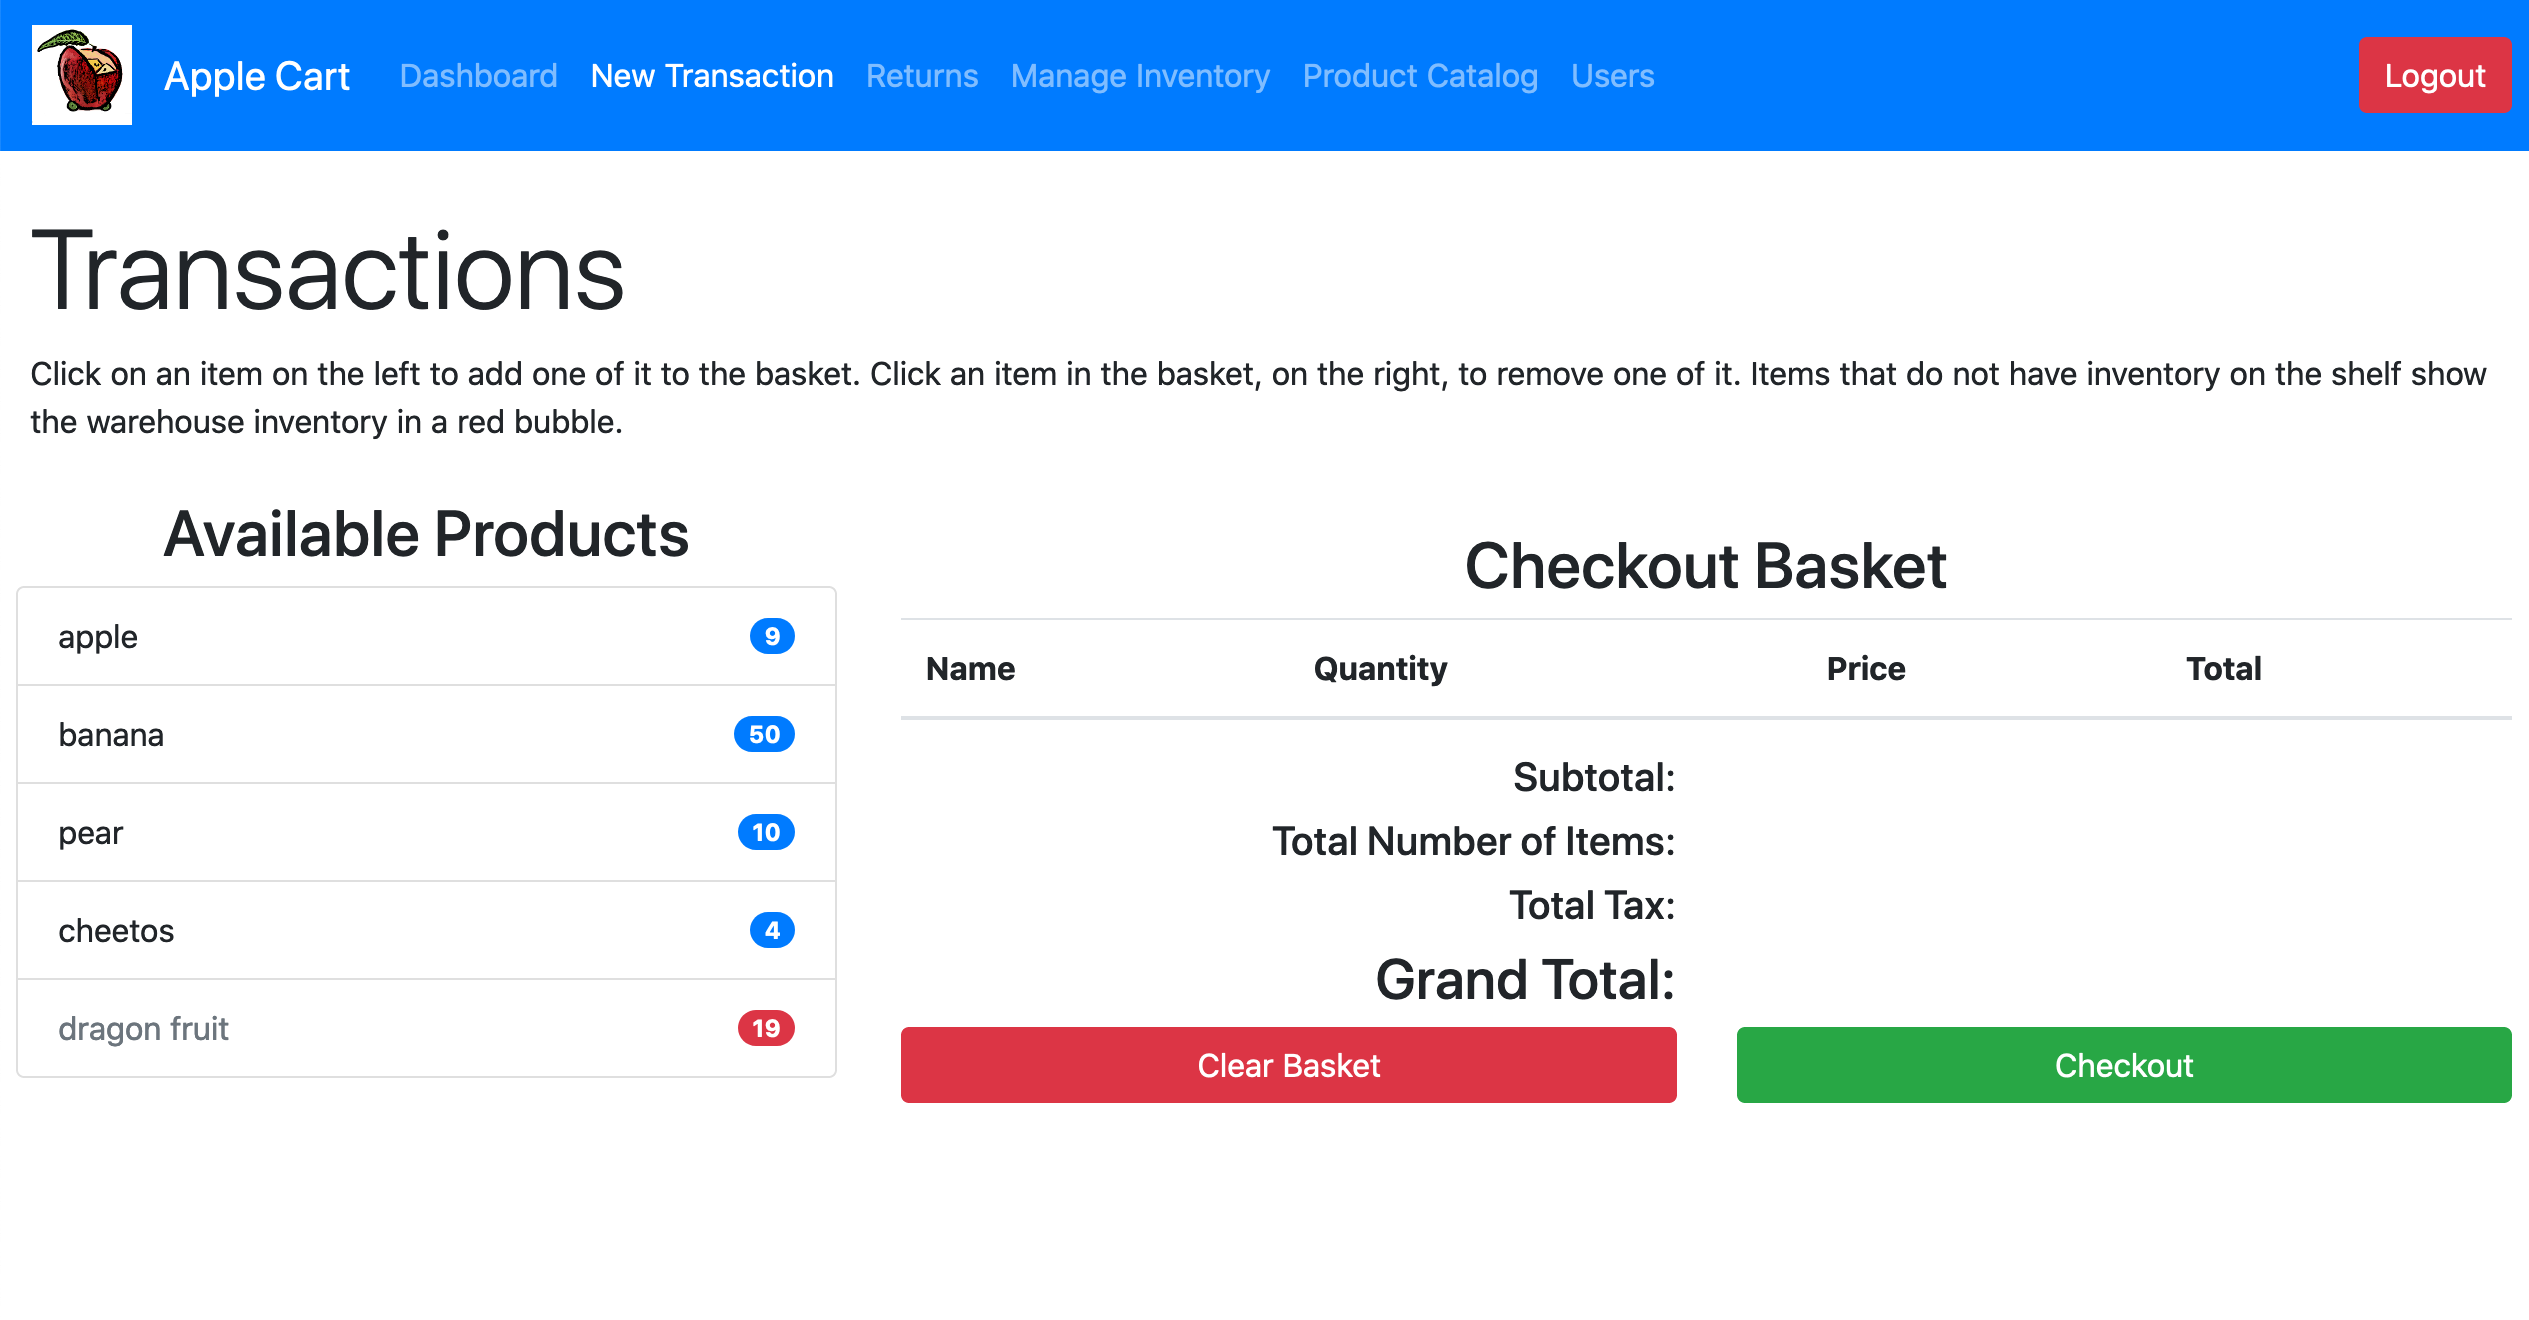 Apple Cart Dashboard New Transaction Returns Manage Inventory Product Catalog Users Logout
Transactions
Click on an item on the left to add one of it to the basket. Click an item in the basket, on the right, to remove one of it. Items that do not have inventory on the shelf show
the warehouse inventory in a red bubble.
Available Products
apple 9
banana 50
pear 10
cheetos 4
dragon fruit 19
Checkout Basket
Name Quantity Price Total
Subtotal:
Total Number of Items:
Total Tax:
Grand Total:
Clear Basket Checkout